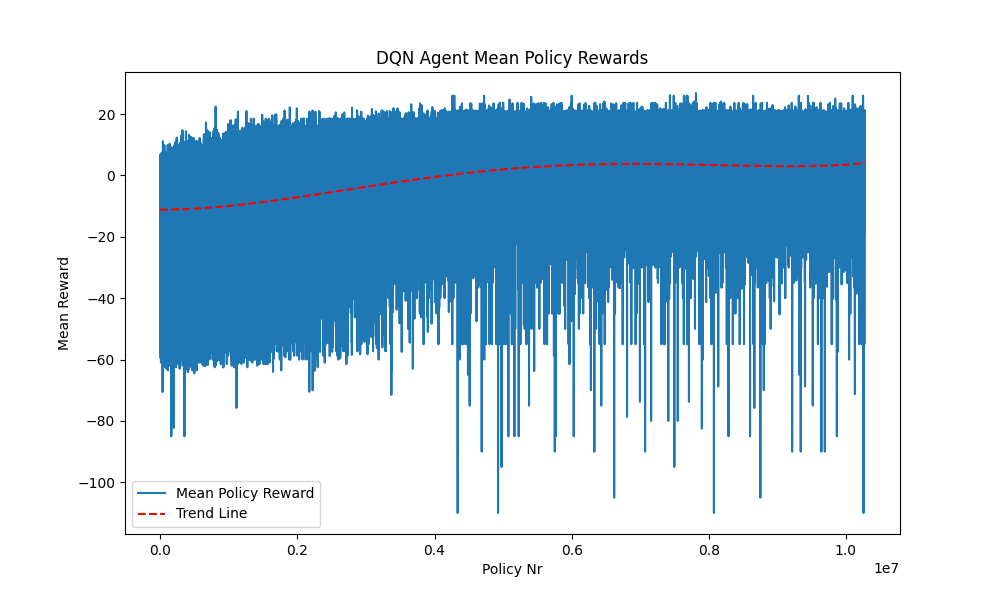 DQN Agent Mean Policy Rewards
20
0
−20
−40
−60
−80
−100
Mean Reward
Mean Policy Reward
Trend Line
0.0
0.2
0.4
0.6
0.8
1.0
1e7
Policy Nr